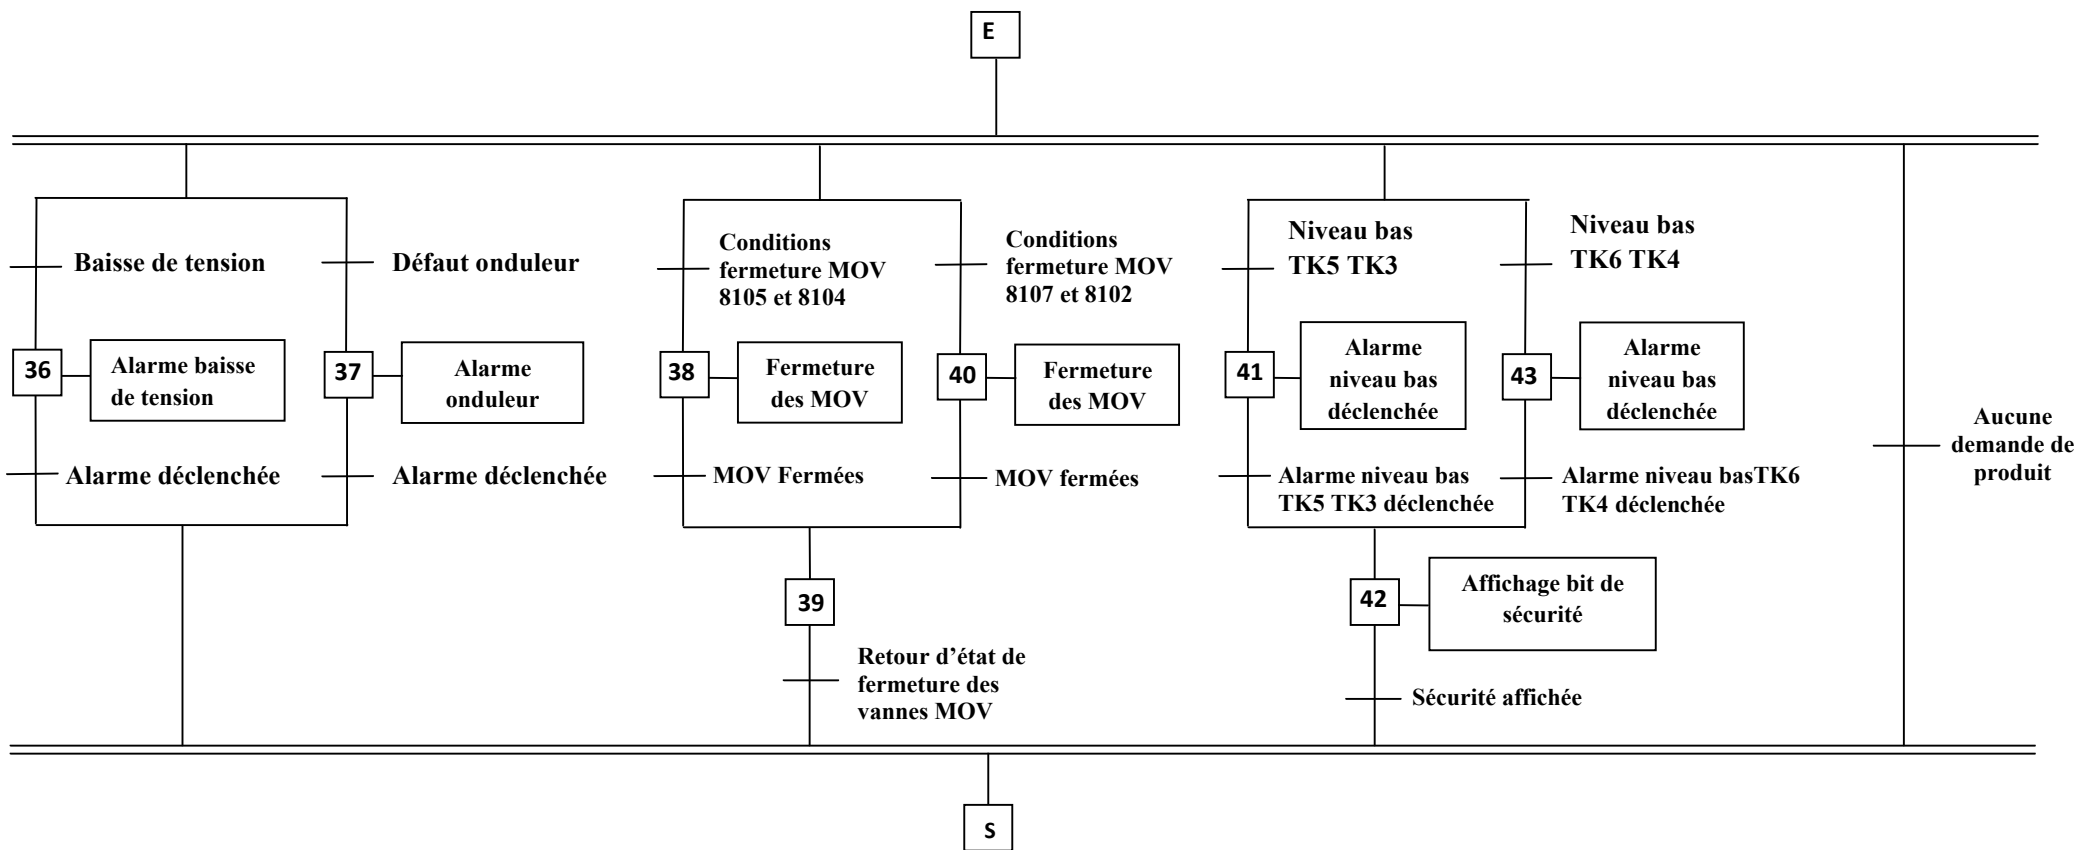 E
Baisse de tension
Défaut onduleur
Conditions
fermeture MOV
8105 et 8104
Conditions
fermeture MOV
8107 et 8102
Niveau bas
TK5 TK3
Niveau bas
TK6 TK4
36
Alarme baisse
de tension
37
Alarme
onduleur
38
Fermeture
des MOV
40
Fermeture
des MOV
41
Alarme
niveau bas
déclenchée
43
Alarme
niveau bas
déclenchée
Aucune
demande de
produit
Alarme déclenchée
Alarme déclenchée
MOV Fermées
MOV fermées
Alarme niveau bas
TK5 TK3 déclenchée
Alarme niveau basTK6
TK4 déclenchée
39
42
Affichage bit de
sécurité
Retour d’état de
fermeture des
vannes MOV
Sécurité affichée
S